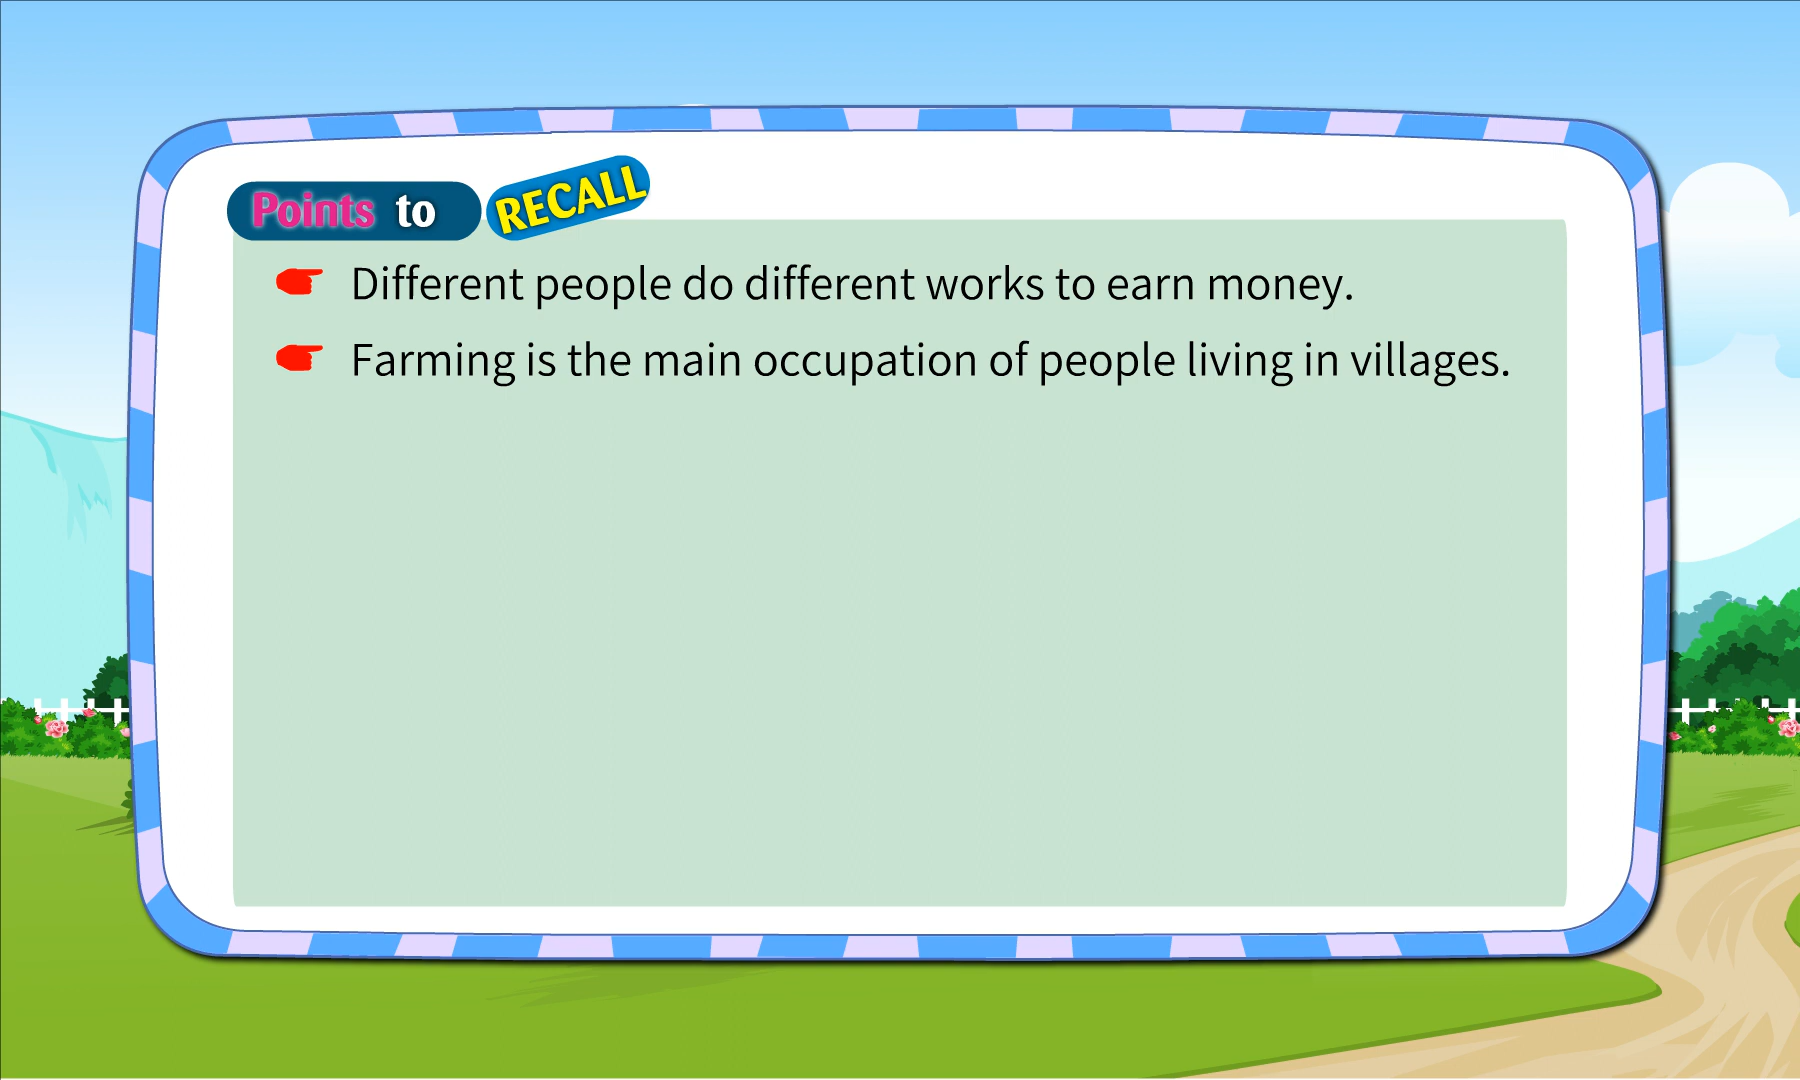 Points to RECALL
Different people do different works to earn money.
Farming is the main occupation of people living in villages.